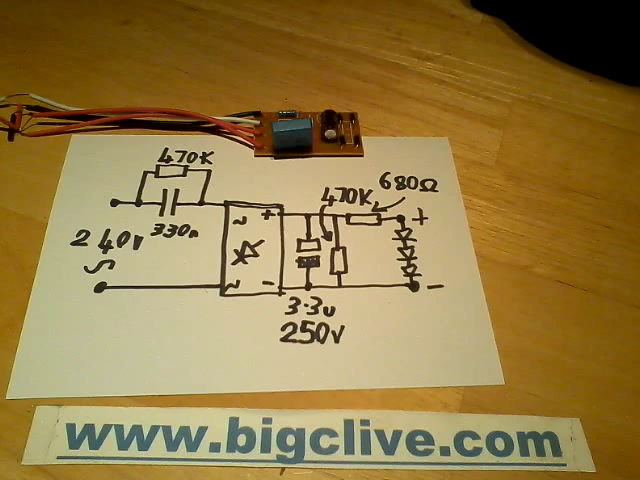 470K
680Ω
470K
+
+
240v
330n
~
~
-
-
3.3u
250v
www.bigclive.com